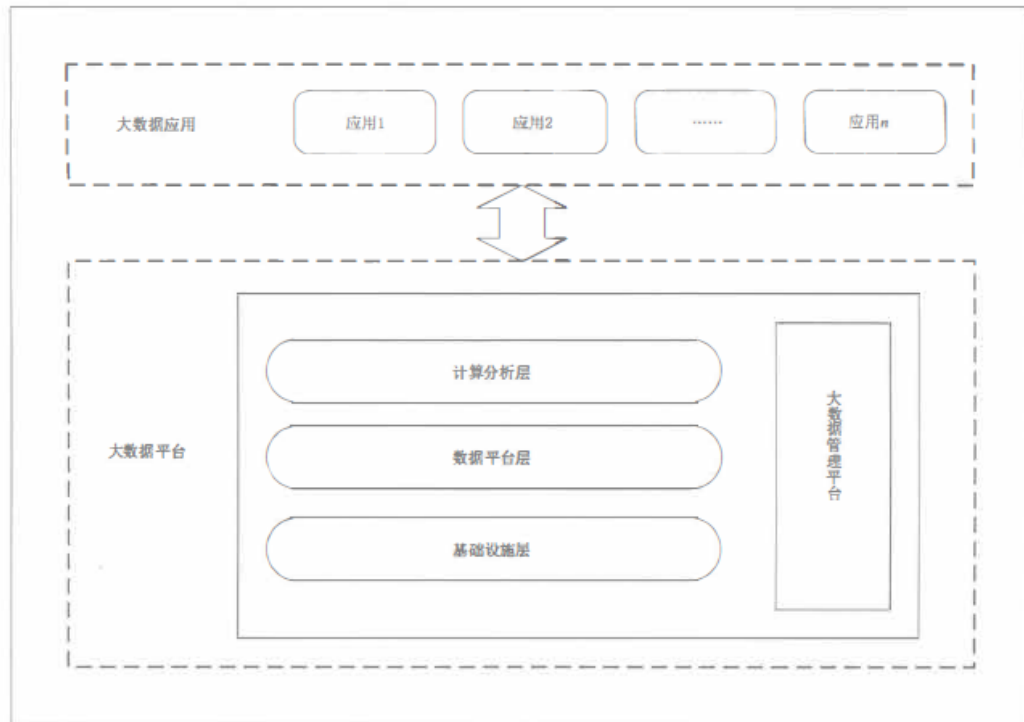 大数据应用
应用1
应用2
……
应用n
计算分析层
数据平台层
基础设施层
大数据平台
大数据管理平台